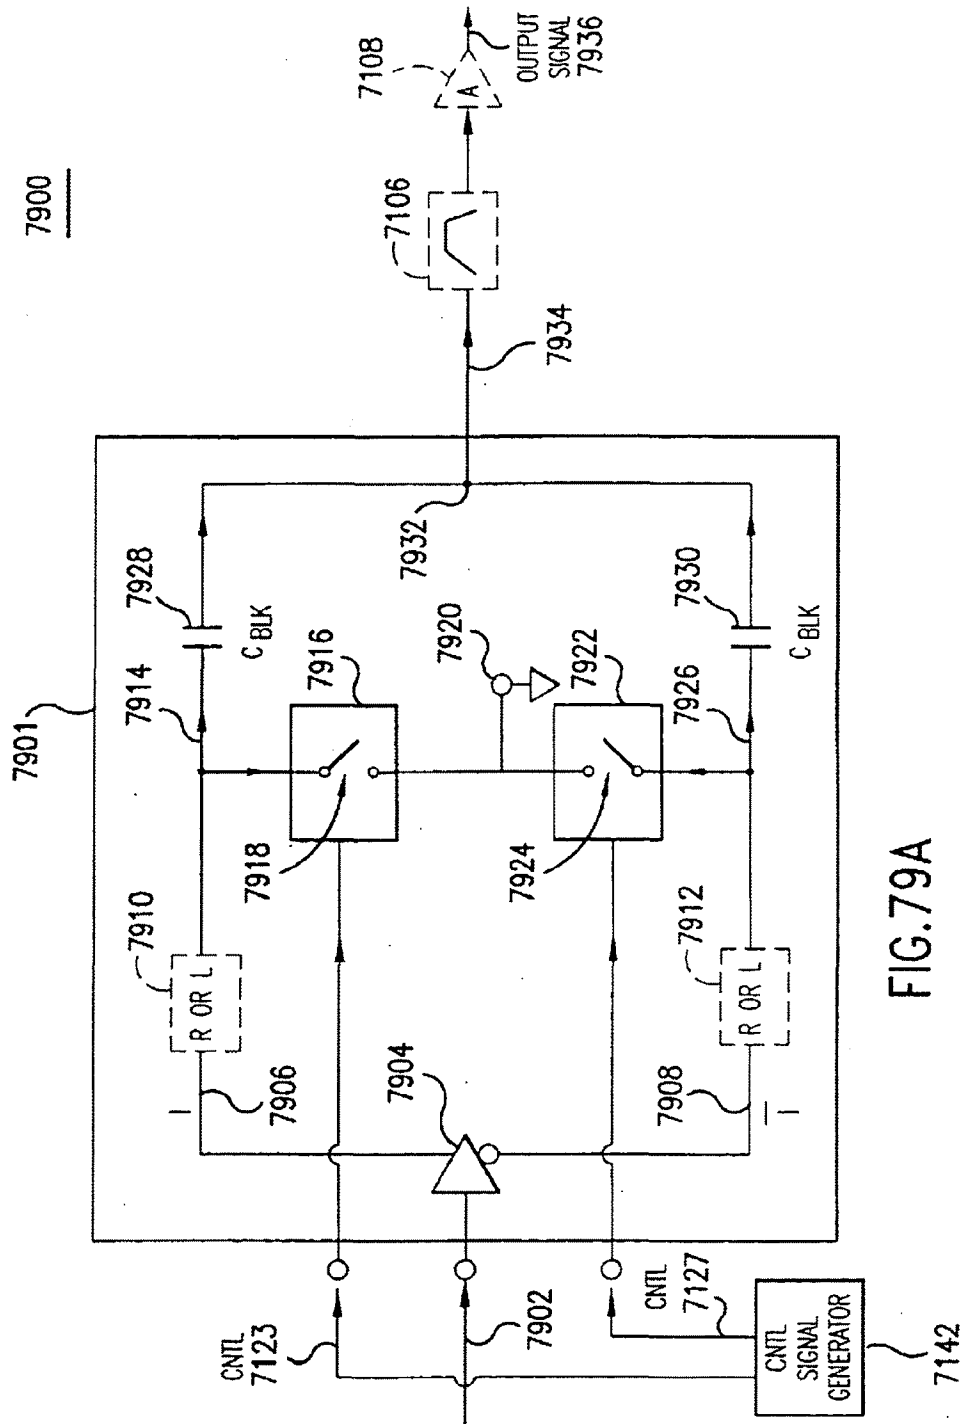 7900
7901
7910
R OR L
I
7906
7914
7928
C BLK
7916
7918
7904
7920
7932
7934
7106
7108
A
OUTPUT
SIGNAL
7936
CNTL
7123
7902
CNTL
7127
CNTL
SIGNAL
GENERATOR
7142
7922
7924
7908
I
7912
R OR L
7926
7930
C BLK
FIG.79A